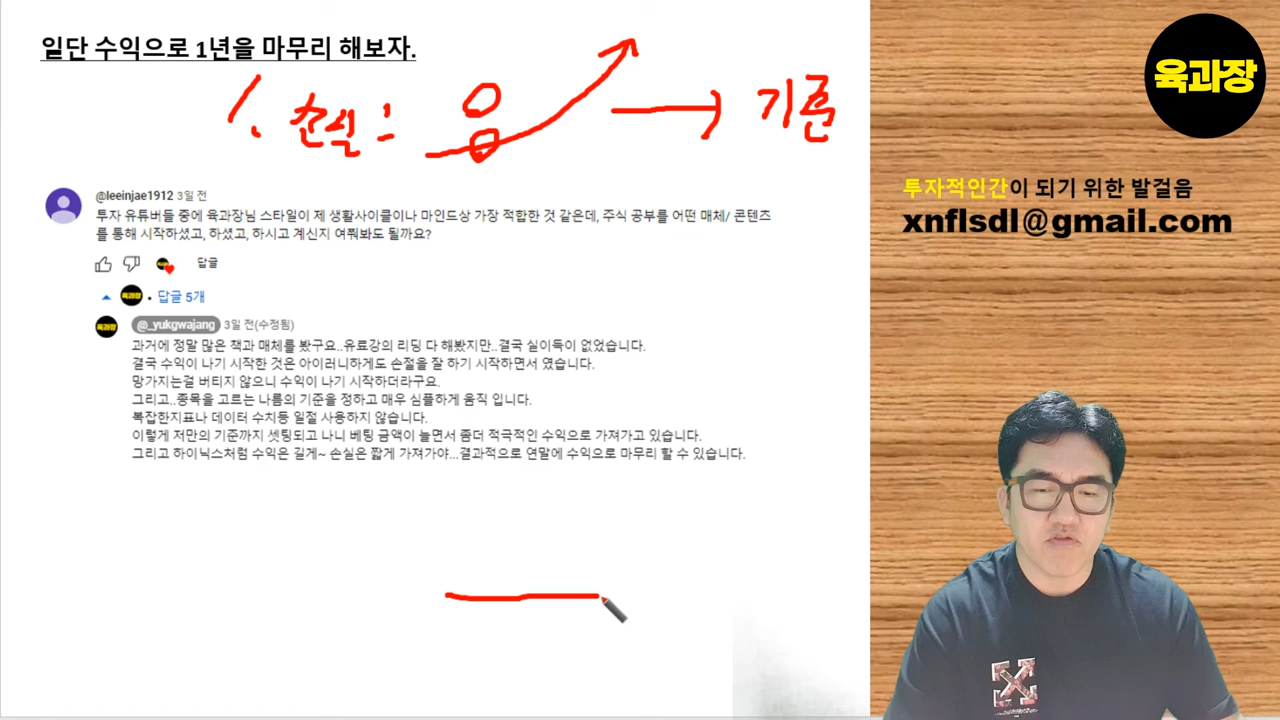 일단 수익으로 1년을 마무리 해보자.
1. 손절 :
기준
@leeinjae1912 3일 전
투자 유튜버들 중에 육과장님 스타일이 제 생활사이클이나 마인드상 가장 적합한 것 같은데, 주식 공부를 어떤 매체/ 콘텐츠
를 통해 시작하셨고, 하셨고, 하시고 계신지 여쭤봐도 될까요?
답글
육과장 · 답글 5개
육과장 @_yukgwajang 3일 전(수정됨)
과거에 정말 많은 책과 매체를 봤구요..유료강의 리딩 다 해봤지만..결국 실이득이 없었습니다.
결국 수익이 나기 시작한 것은 아이러니하게도 손절을 잘 하기 시작하면서 였습니다.
망가지는걸 버티지 않으니 수익이 나기 시작하더라구요.
그리고..종목을 고르는 나름의 기준을 정하고 매우 심플하게 움직 입니다.
복잡한지표나 데이터 수치등 일절 사용하지 않습니다.
이렇게 저만의 기준까지 셋팅되고 나니 베팅 금액이 늘면서 좀더 적극적인 수익으로 가져가고 있습니다.
그리고 하이닉스처럼 수익은 길게~ 손실은 짧게 가져가야...결과적으로 연말에 수익으로 마무리 할 수 있습니다.
육과장
투자적인간이 되기 위한 발걸음
xnflsdl@gmail.com